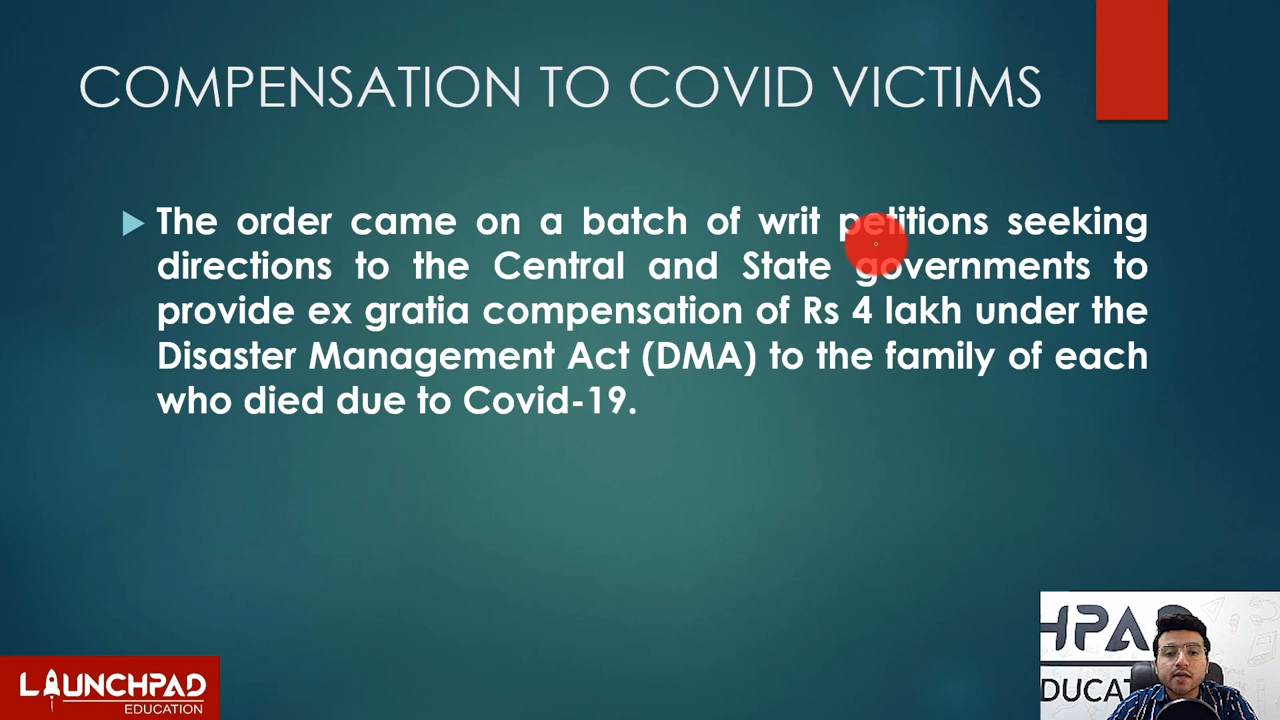 COMPENSATION TO COVID VICTIMS
The order came on a batch of writ petitions seeking
directions to the Central and State governments to
provide ex gratia compensation of Rs 4 lakh under the
Disaster Management Act (DMA) to the family of each
who died due to Covid-19.
LAUNCHPAD
EDUCATION
HPAD
DUCAT